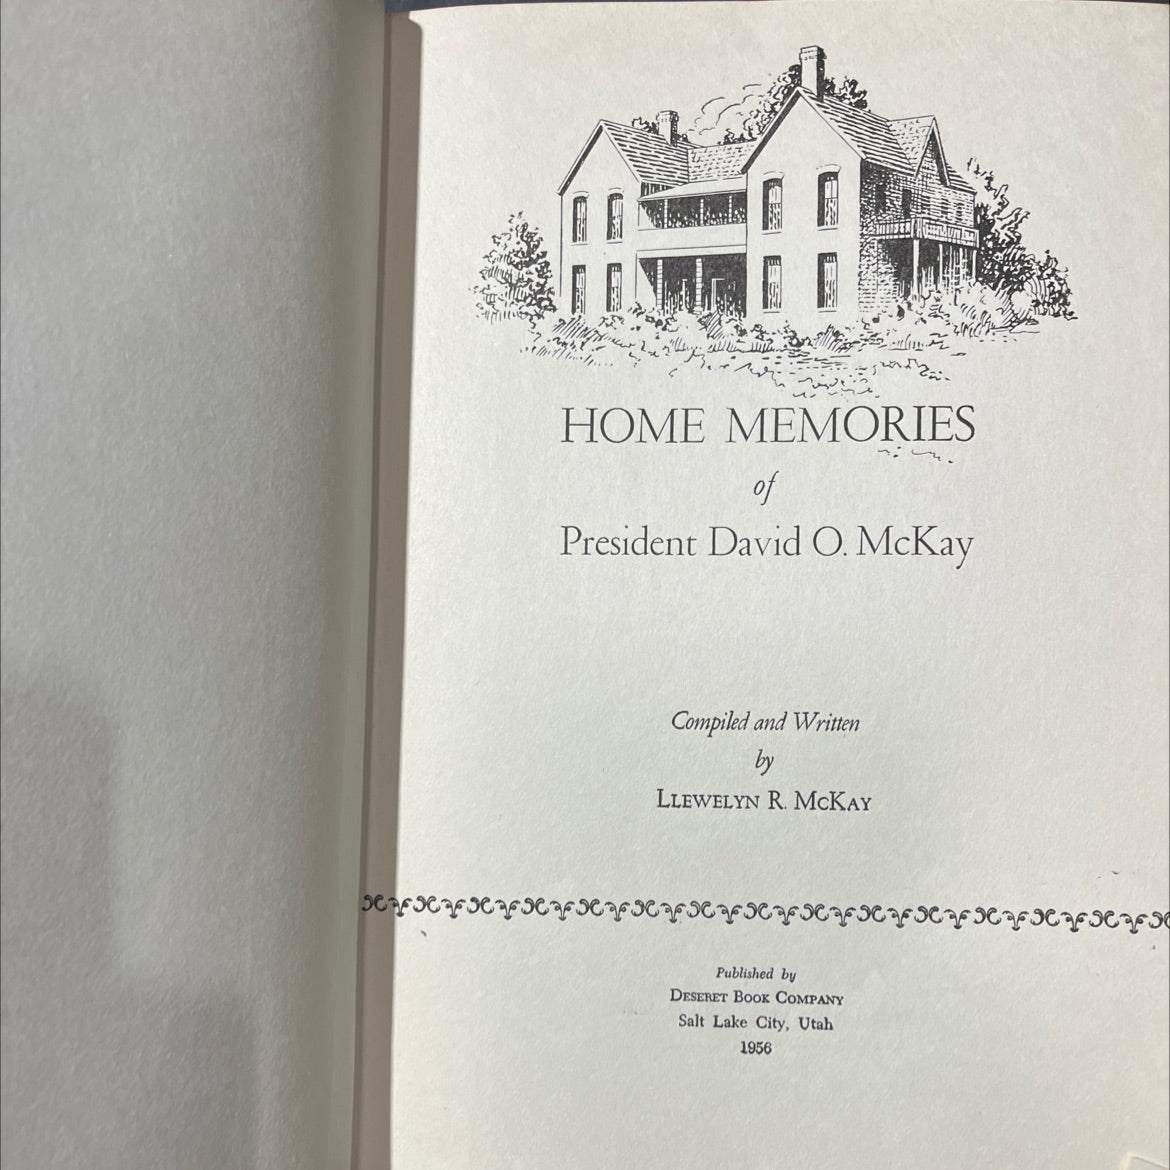 HOME MEMORIES
of
President David O. McKay
Compiled and Written
by
LLEWELYN R. MCKAY
Published by
DESERET BOOK COMPANY
Salt Lake City, Utah
1956